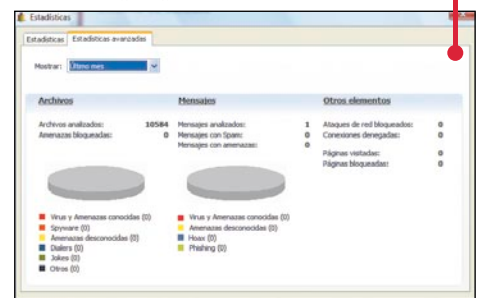 Estadísticas
Estadísticas Estadísticas avanzadas
Mostrar: Último mes
Archivos
Archivos analizados: 10584
Amenazas bloqueadas: 0
Virus y Amenazas conocidas (0)
Spyware (0)
Amenazas desconocidas (0)
Dialers (0)
Jokes (0)
Otros (0)
Mensajes
Mensajes analizados: 1
Mensajes con Spam: 0
Mensajes con amenazas: 0
Virus y Amenazas conocidas (0)
Amenazas desconocidas (0)
Hoax (0)
Phishing (0)
Otros elementos
Ataques de red bloqueados: 0
Conexiones denegadas: 0
Páginas visitadas: 0
Páginas bloqueadas: 0